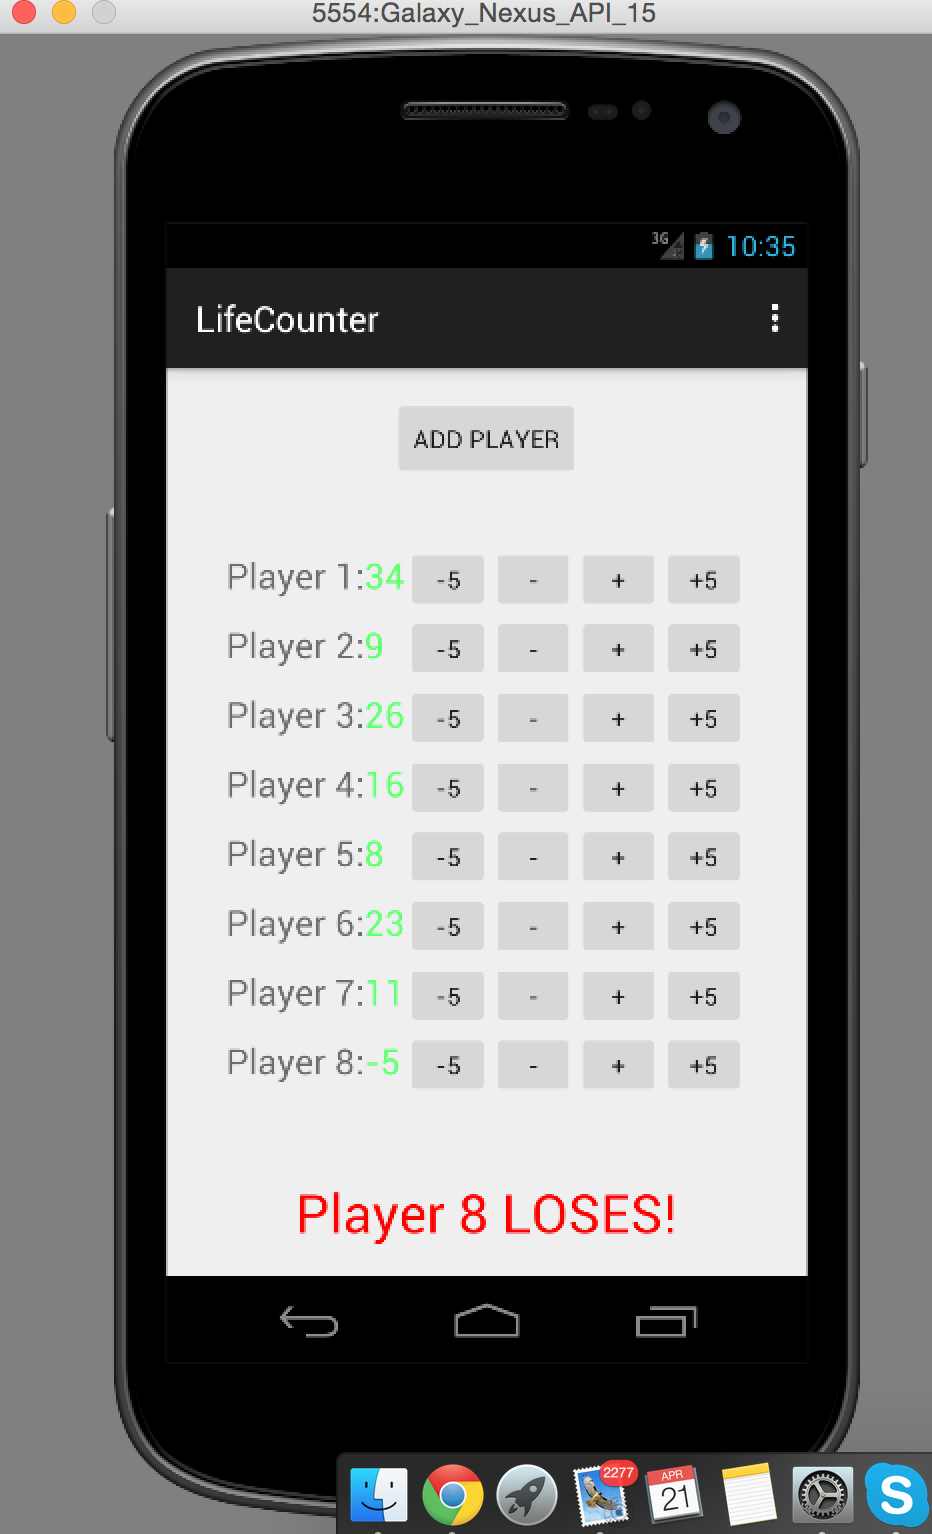 5554:Galaxy_Nexus_API_15
3G 10:35
LifeCounter
ADD PLAYER
Player 1:34 -5 - + +5
Player 2:9 -5 - + +5
Player 3:26 -5 - + +5
Player 4:16 -5 - + +5
Player 5:8 -5 - + +5
Player 6:23 -5 - + +5
Player 7:11 -5 - + +5
Player 8:-5 -5 - + +5
Player 8 LOSES!
2277
APR
21
S